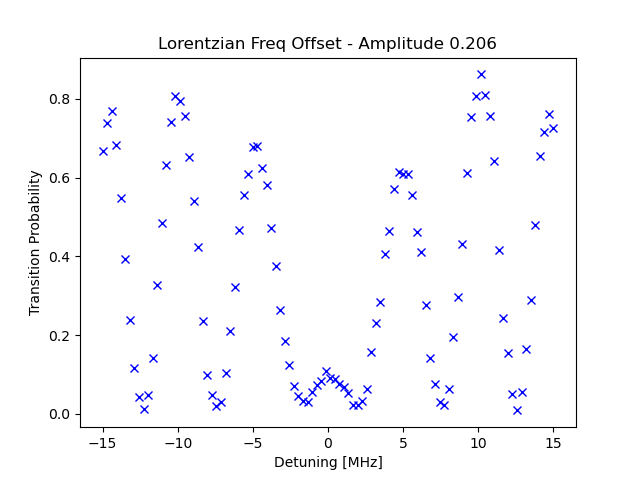 Lorentzian Freq Offset - Amplitude 0.206
Transition Probability
0.8
0.6
0.4
0.2
0.0
−15 −10 −5 0 5 10 15
Detuning [MHz]